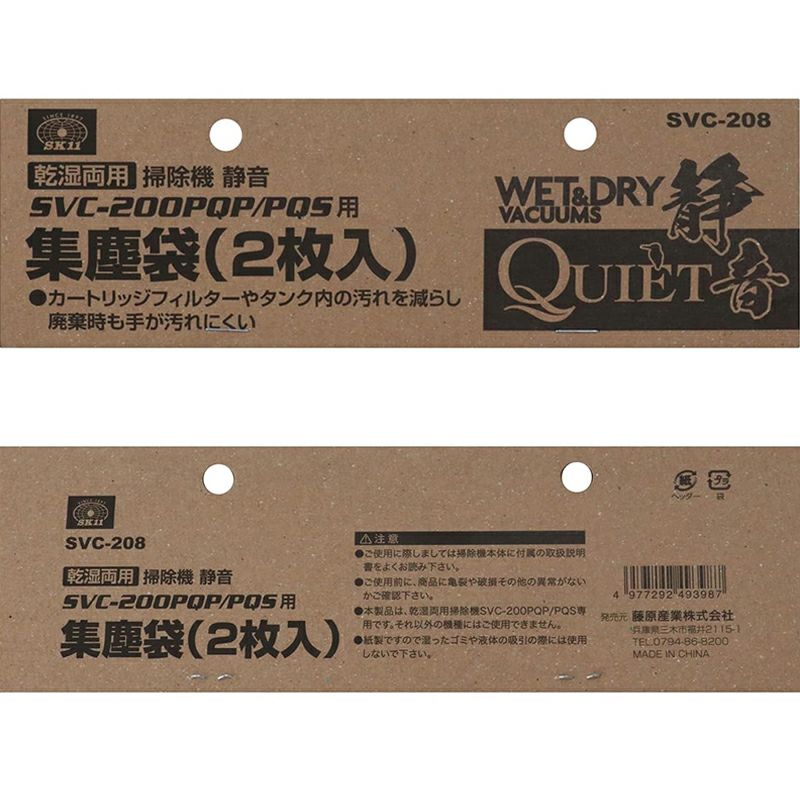 SINCE 1897
SK11
SVC-208
乾湿両用 掃除機 静音
SVC-200PQP/PQS用
集塵袋(2枚入)
●カートリッジフィルターやタンク内の汚れを減らし
廃棄時も手が汚れにくい
WET&DRY
VACUUMS
静音
QUIET
SINCE 1897
SK11
SVC-208
乾湿両用 掃除機 静音
SVC-200PQP/PQS用
集塵袋(2枚入)
⚠注意
●ご使用に際しましては掃除機本体に付属の取扱説明
書をよくお読み下さい。
●ご使用前に、商品に亀裂や破損その他の異常がない
かご確認下さい。
●本製品は、乾湿両用掃除機SVC-200PQP/PQS専
用です。それ以外の機種にはご使用できません。
●紙製ですので湿ったゴミや液体の吸引の際には使用
しないで下さい。
紙 プラ
ヘッダー 袋
4 977292 493987
発売元 藤原産業株式会社
兵庫県三木市福井2115-1
TEL.0794-86-8200
MADE IN CHINA